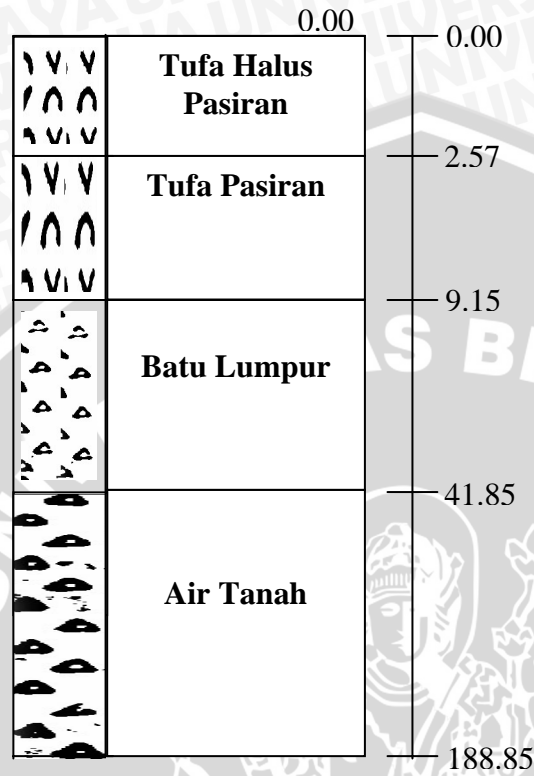 0.00
0.00
Tufa Halus
Pasiran
2.57
Tufa Pasiran
9.15
Batu Lumpur
41.85
Air Tanah
188.85
AS B